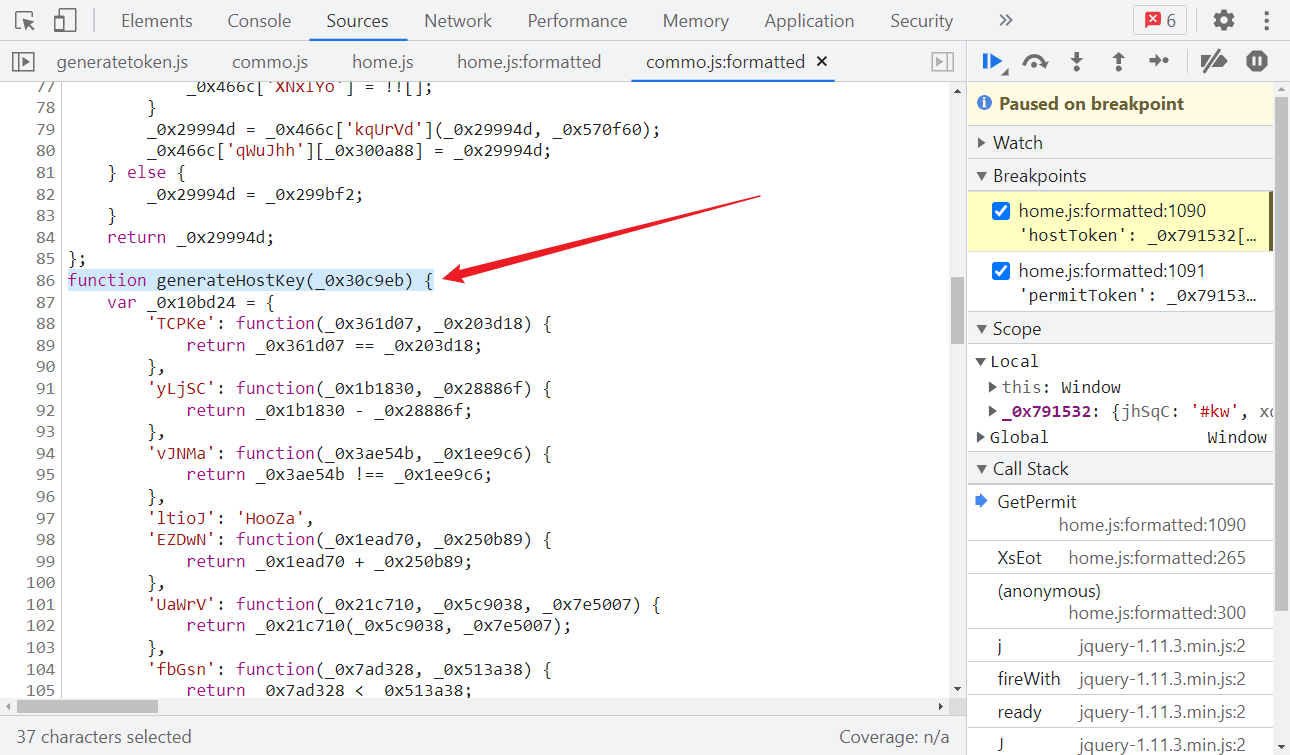 Elements Console Sources Network Performance Memory Application Security » 6
generatetoken.js commo.js home.js home.js:formatted commo.js:formatted ×
77 _0x466c['XNxlYo'] = !![];
78 }
79 _0x29994d = _0x466c['kqUrVd'](_0x29994d, _0x570f60);
80 _0x466c['qWuJhh'][_0x300a88] = _0x29994d;
81 } else {
82 _0x29994d = _0x299bf2;
83 }
84 return _0x29994d;
85 };
86 function generateHostKey(_0x30c9eb) {
87 var _0x10bd24 = {
88 'TCPKe': function(_0x361d07, _0x203d18) {
89 return _0x361d07 == _0x203d18;
90 },
91 'yLjSC': function(_0x1b1830, _0x28886f) {
92 return _0x1b1830 - _0x28886f;
93 },
94 'vJNMa': function(_0x3ae54b, _0x1ee9c6) {
95 return _0x3ae54b !== _0x1ee9c6;
96 },
97 'ltioJ': 'HooZa',
98 'EZDwN': function(_0x1ead70, _0x250b89) {
99 return _0x1ead70 + _0x250b89;
100 },
101 'UaWrV': function(_0x21c710, _0x5c9038, _0x7e5007) {
102 return _0x21c710(_0x5c9038, _0x7e5007);
103 },
104 'fbGsn': function(_0x7ad328, _0x513a38) {
105 return _0x7ad328 < _0x513a38;
37 characters selected Coverage: n/a
Paused on breakpoint
Watch
Breakpoints
home.js:formatted:1090
'hostToken': _0x791532[…
home.js:formatted:1091
'permitToken': _0x79153…
Scope
Local
this: Window
_0x791532: {jhSqC: '#kw', xo
Global Window
Call Stack
GetPermit
home.js:formatted:1090
XsEot home.js:formatted:265
(anonymous)
home.js:formatted:300
j jquery-1.11.3.min.js:2
fireWith jquery-1.11.3.min.js:2
ready jquery-1.11.3.min.js:2
J jquery-1.11.3.min.js:2